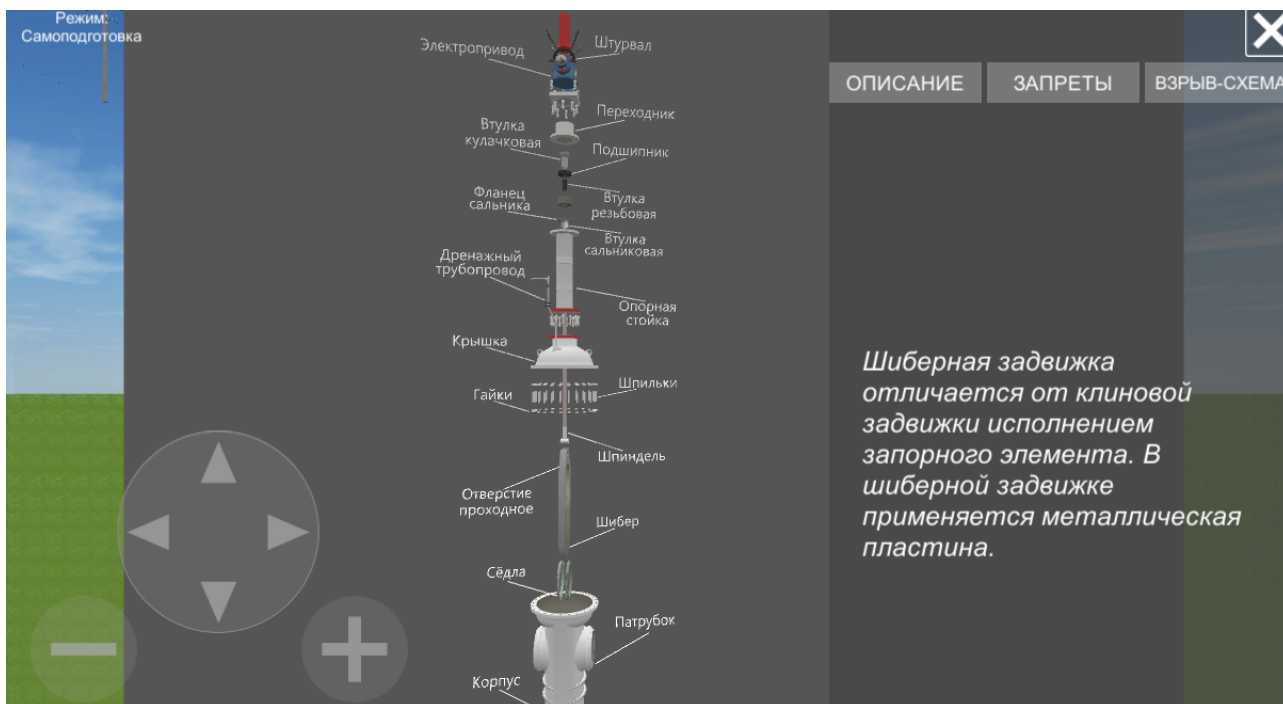 Режим:
Самоподготовка
ОПИСАНИЕ
ЗАПРЕТЫ
ВЗРЫВ-СХЕМА
Электропривод
Штурвал
Переходник
Втулка
кулачковая
Подшипник
Фланец
сальника
Втулка
резьбовая
Втулка
сальниковая
Дренажный
трубопровод
Опорная
стойка
Крышка
Гайки
Шпильки
Шпиндель
Отверстие
проходное
Шибер
Сёдла
Патрубок
Корпус
Шиберная задвижка
отличается от клиновой
задвижки исполнением
запорного элемента. В
шиберной задвижке
применяется металлическая
пластина.